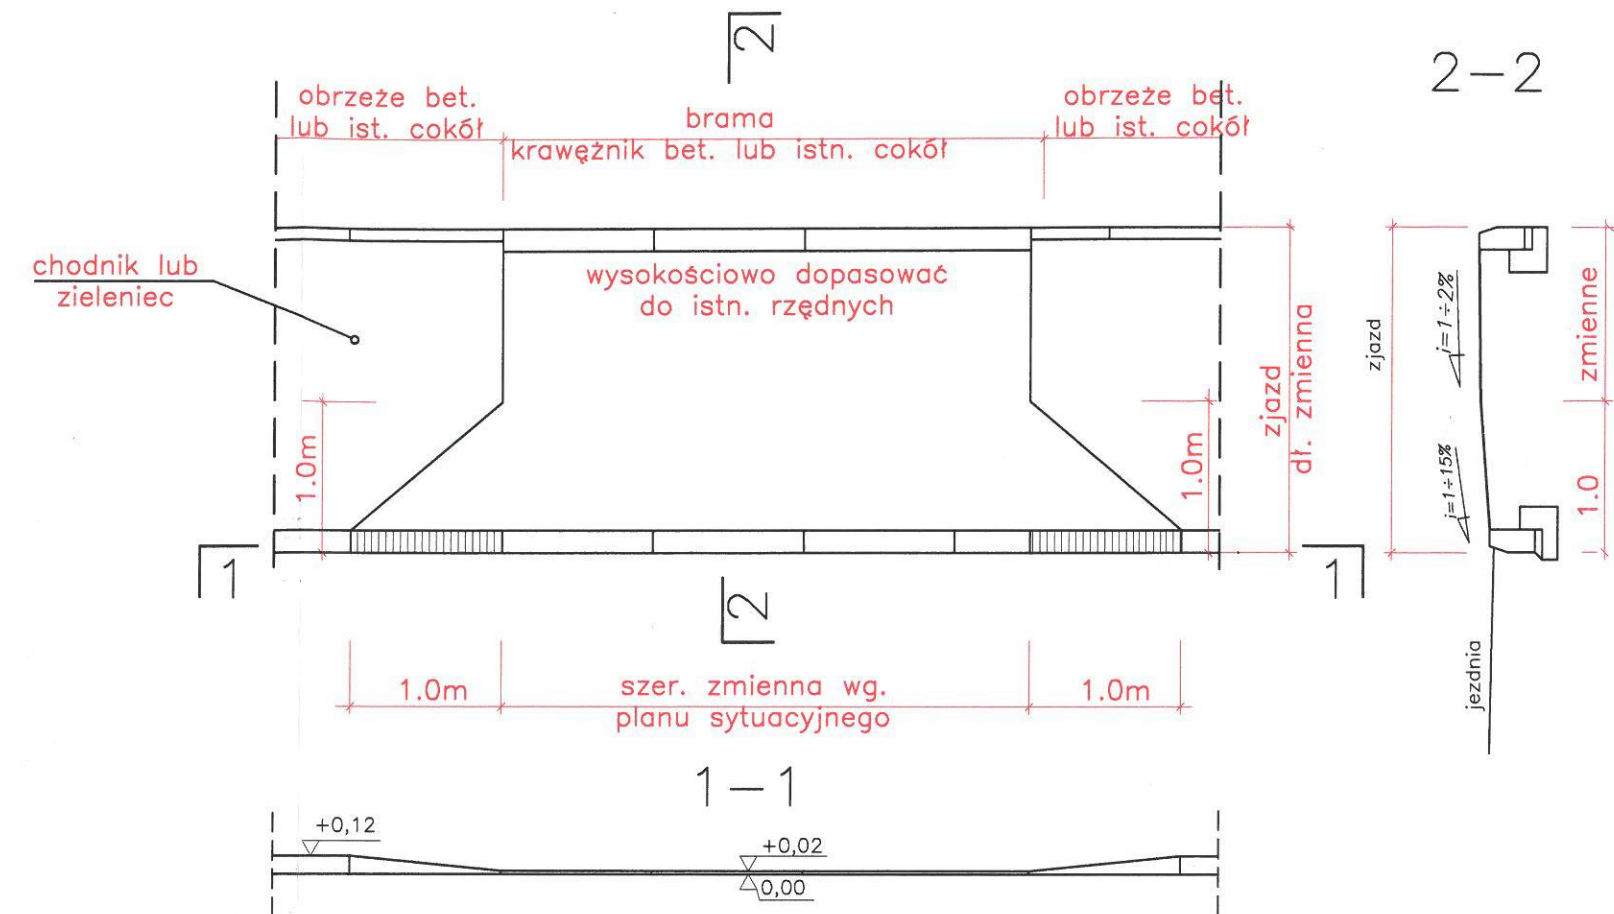 2
2-2
obrzeże bet.
lub ist. cokół
brama
krawężnik bet. lub istn. cokół
obrzeże bet.
lub ist. cokół
chodnik lub
zieleniec
wysokościowo dopasować
do istn. rzędnych
zjazd
dł. zmienna
zjazd
i=1÷2%
zmienne
1.0m
1.0m
i=1÷15%
1.0
1
2
1
jezdnia
1.0m
szer. zmienna wg.
planu sytuacyjnego
1.0m
1-1
+0,12
+0,02
0,00